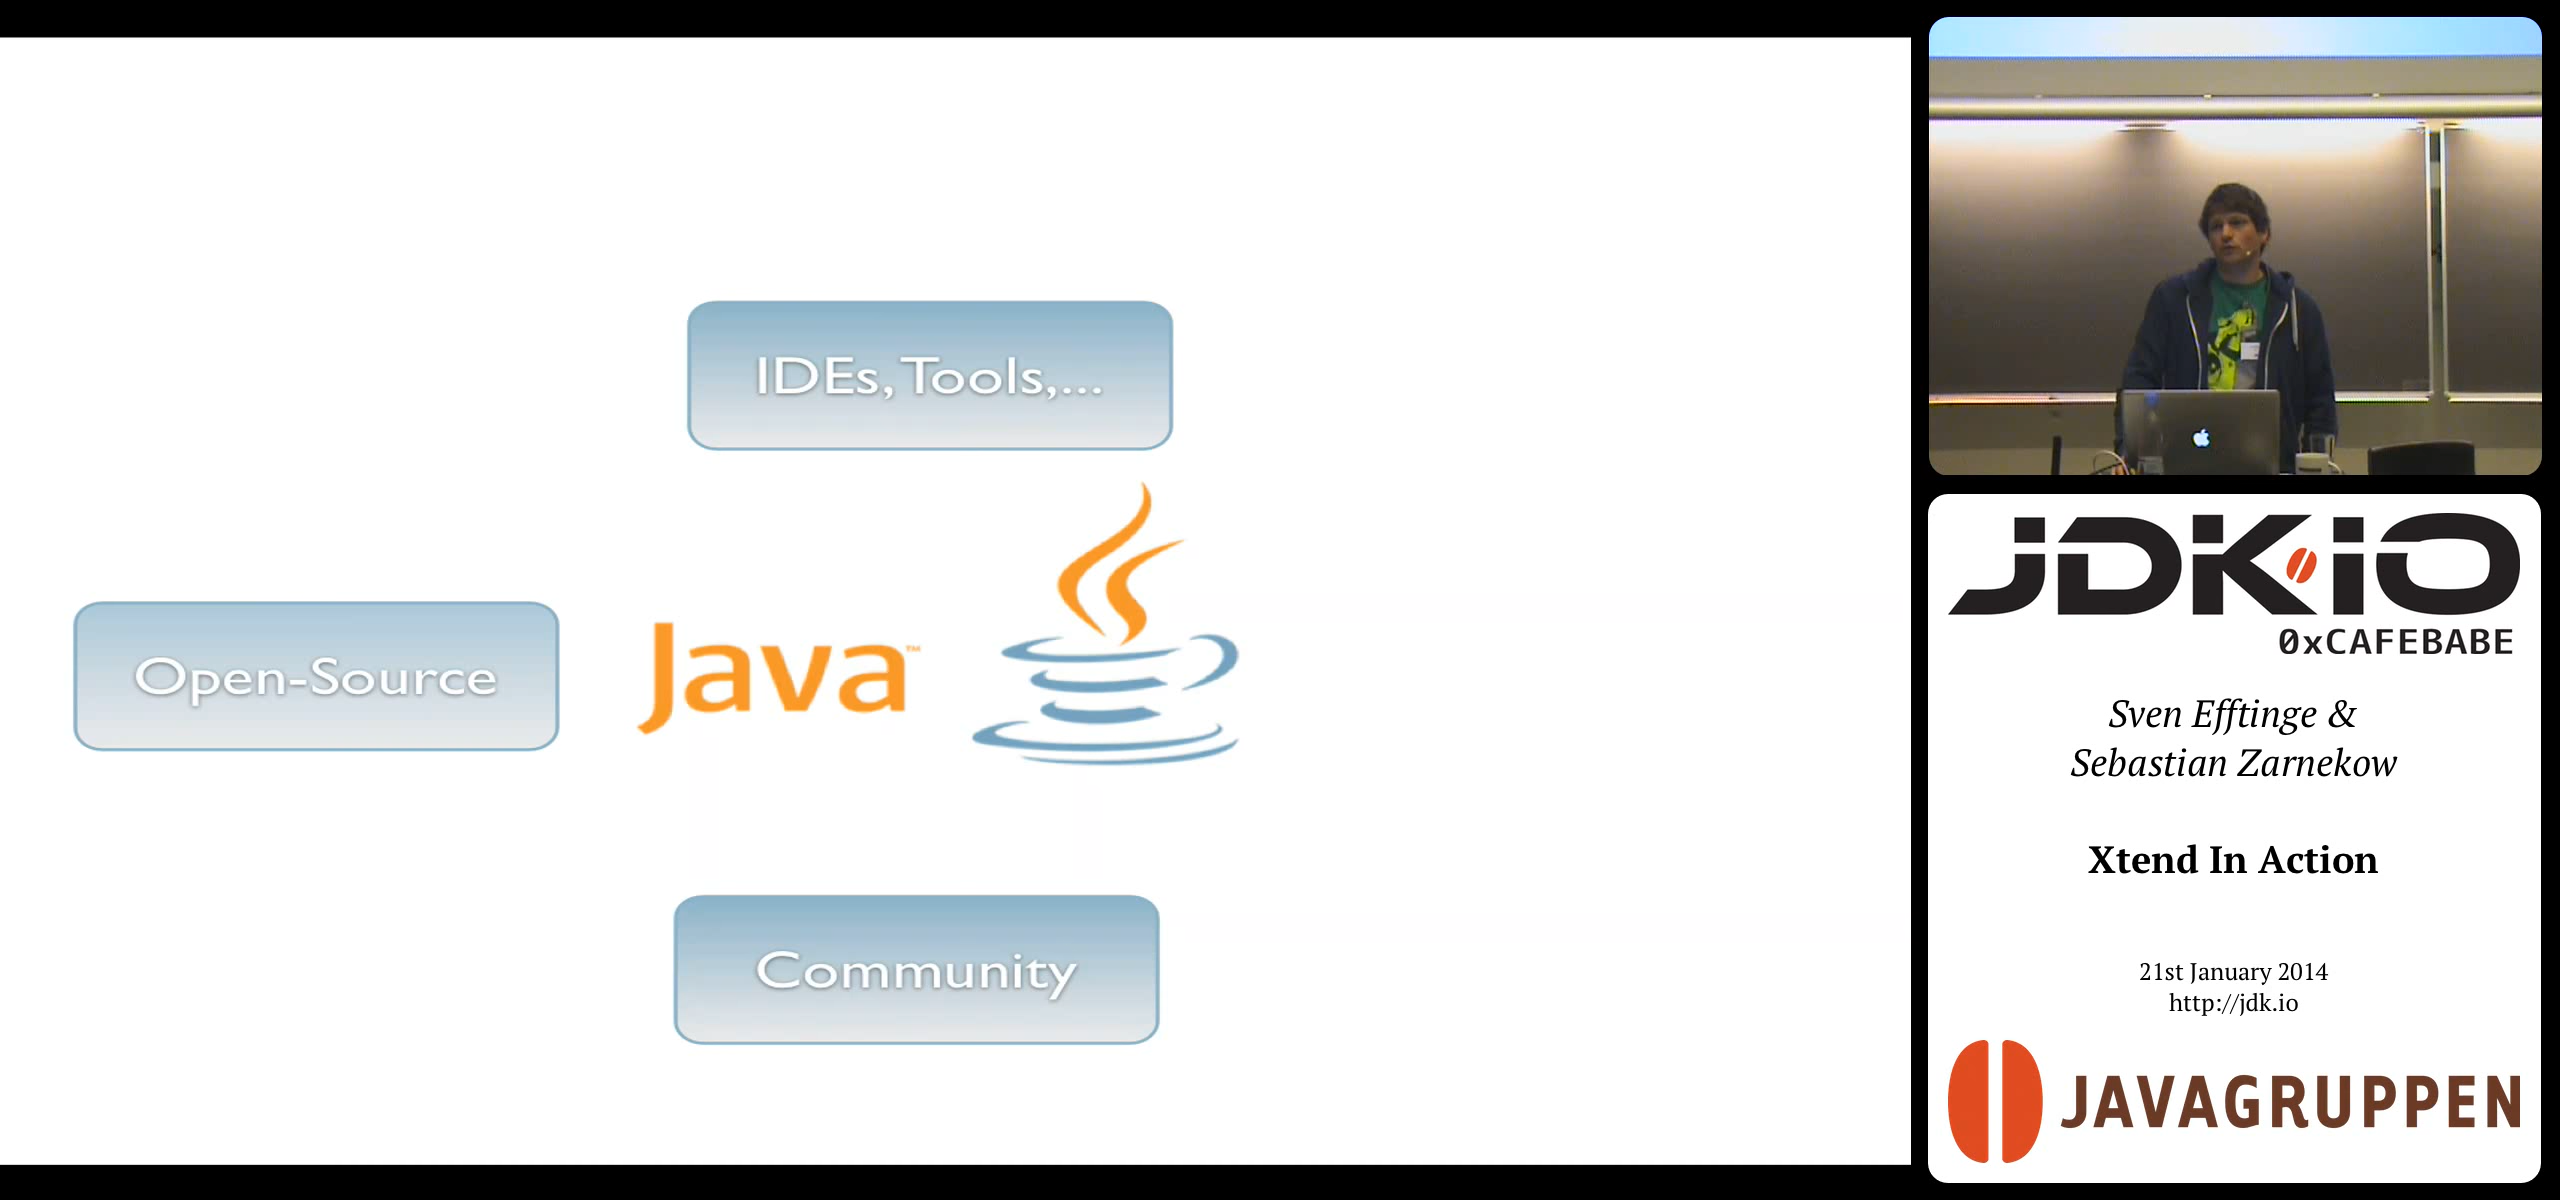 IDEs, Tools,...
Open-Source
Java™
Community
JDK.iO
0xCAFEBABE
Sven Efftinge &
Sebastian Zarnekow
Xtend In Action
21st January 2014
http://jdk.io
JAVAGRUPPEN